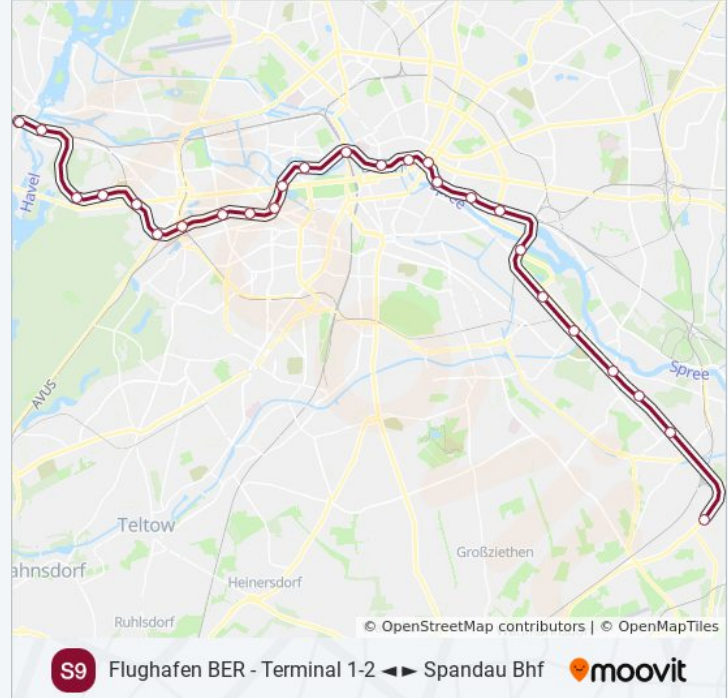 Havel
Spree
Spree
AVUS
Teltow
ahnsdorf
Großziethen
Heinersdorf
Ruhlsdorf
© OpenStreetMap contributors | © OpenMapTiles
S9 Flughafen BER - Terminal 1-2 ◄► Spandau Bhf moovit